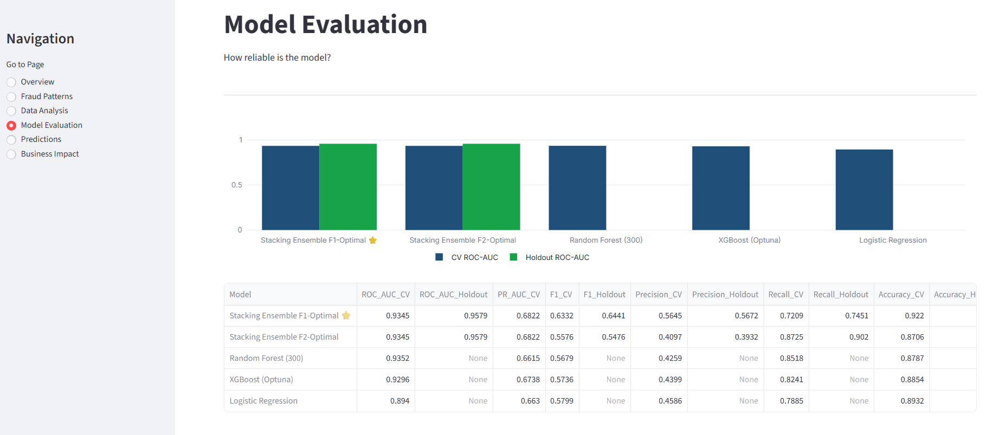 Navigation
Go to Page
Overview
Fraud Patterns
Data Analysis
Model Evaluation
Predictions
Business Impact
Model Evaluation
How reliable is the model?
1
0.5
0
Stacking Ensemble F1-Optimal ⭐ Stacking Ensemble F2-Optimal Random Forest (300) XGBoost (Optuna) Logistic Regression
CV ROC-AUC Holdout ROC-AUC
Model ROC_AUC_CV ROC_AUC_Holdout PR_AUC_CV F1_CV F1_Holdout Precision_CV Precision_Holdout Recall_CV Recall_Holdout Accuracy_CV Accuracy_H
Stacking Ensemble F1-Optimal ⭐ 0.9345 0.9579 0.6822 0.6332 0.6441 0.5645 0.5672 0.7209 0.7451 0.922
Stacking Ensemble F2-Optimal 0.9345 0.9579 0.6822 0.5576 0.5476 0.4097 0.3932 0.8725 0.902 0.8706
Random Forest (300) 0.9352 None 0.6615 0.5679 None 0.4259 None 0.8518 None 0.8787
XGBoost (Optuna) 0.9296 None 0.6738 0.5736 None 0.4399 None 0.8241 None 0.8854
Logistic Regression 0.894 None 0.663 0.5799 None 0.4586 None 0.7885 None 0.8932